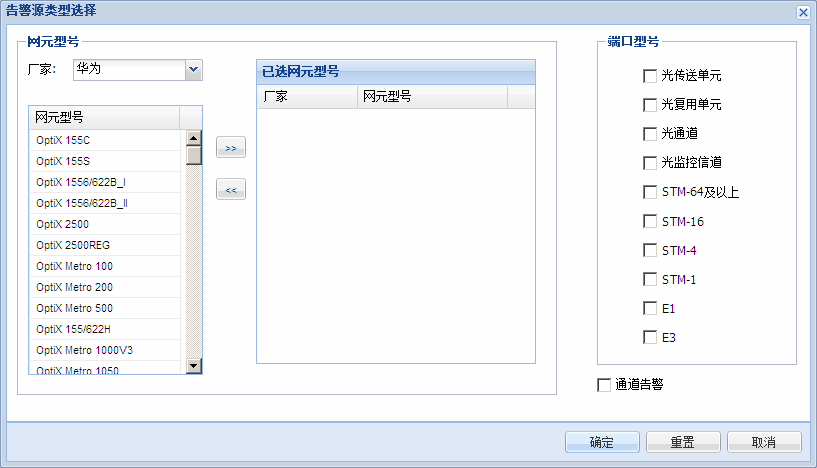 告警源类型选择
网元型号
厂家:
华为
网元型号
OptiX 155C
OptiX 155S
OptiX 1556/622B_I
OptiX 1556/622B_II
OptiX 2500
OptiX 2500REG
OptiX Metro 100
OptiX Metro 200
OptiX Metro 500
OptiX 155/622H
OptiX Metro 1000V3
OptiX Metro 1050
>>
<<
已选网元型号
厂家 网元型号
端口型号
光传送单元
光复用单元
光通道
光监控信道
STM-64及以上
STM-16
STM-4
STM-1
E1
E3
通道告警
确定 重置 取消